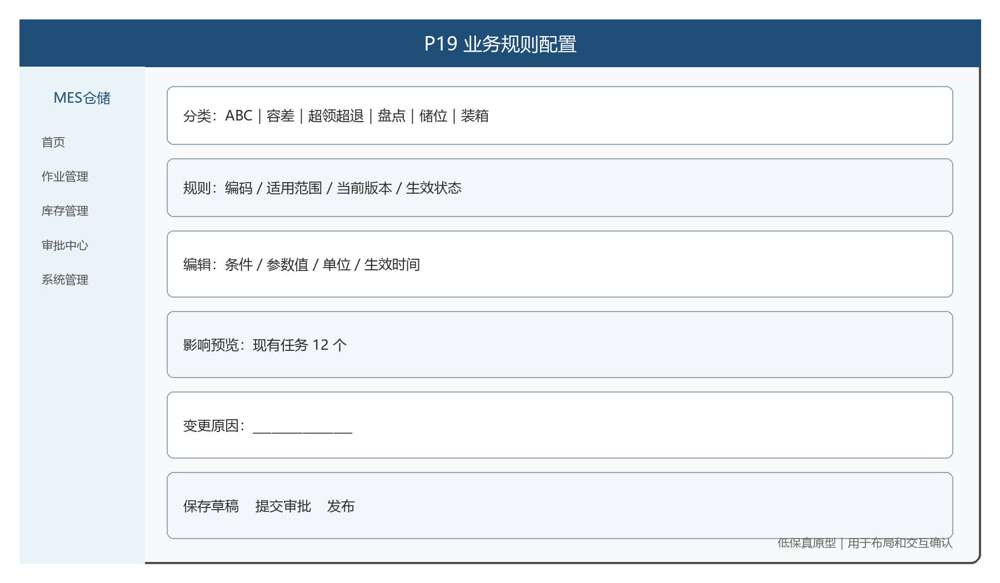 P19 业务规则配置
MES仓储
首页
作业管理
库存管理
审批中心
系统管理
分类：ABC｜容差｜超领超退｜盘点｜储位｜装箱
规则：编码 / 适用范围 / 当前版本 / 生效状态
编辑：条件 / 参数值 / 单位 / 生效时间
影响预览：现有任务 12 个
变更原因：________________
保存草稿 提交审批 发布
低保真原型｜用于布局和交互确认